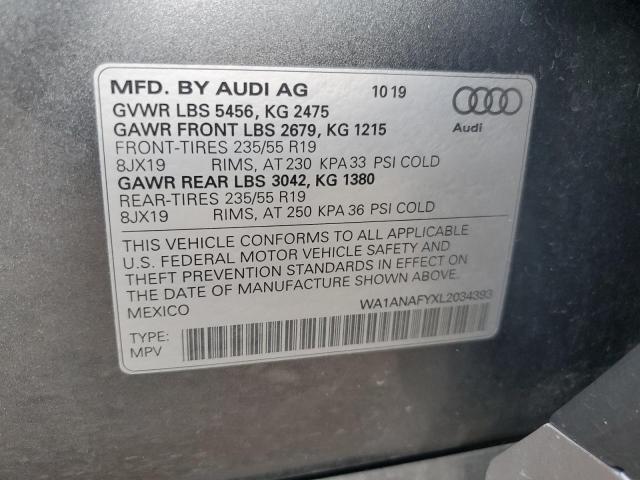 MFD. BY AUDI AG 10 19
GVWR LBS 5456, KG 2475
GAWR FRONT LBS 2679, KG 1215
FRONT-TIRES 235/55 R19
8JX19 RIMS, AT 230 KPA 33 PSI COLD
GAWR REAR LBS 3042, KG 1380
REAR-TIRES 235/55 R19
8JX19 RIMS, AT 250 KPA 36 PSI COLD
Audi
THIS VEHICLE CONFORMS TO ALL APPLICABLE
U.S. FEDERAL MOTOR VEHICLE SAFETY AND
THEFT PREVENTION STANDARDS IN EFFECT ON
THE DATE OF MANUFACTURE SHOWN ABOVE.
MEXICO
WA1ANAFYXL2034393
TYPE:
MPV